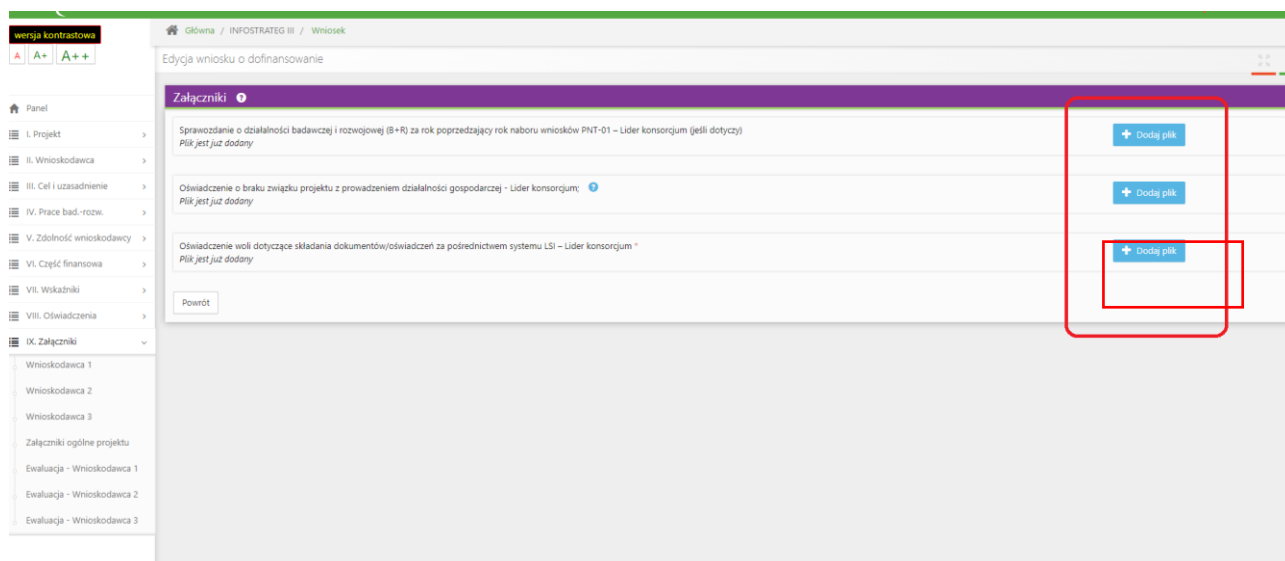 wersja kontrastowa
A A+ A++
Główna / INFOSTRATEG III / Wniosek
Edycja wniosku o dofinansowanie
Panel
I. Projekt
II. Wnioskodawca
III. Cel i uzasadnienie
IV. Prace bad.-rozw.
V. Zdolność wnioskodawcy
VI. Część finansowa
VII. Wskaźniki
VIII. Oświadczenia
IX. Załączniki
Wnioskodawca 1
Wnioskodawca 2
Wnioskodawca 3
Załączniki ogólne projektu
Ewaluacja - Wnioskodawca 1
Ewaluacja - Wnioskodawca 2
Ewaluacja - Wnioskodawca 3
Załączniki ?
Sprawozdanie o działalności badawczej i rozwojowej (B+R) za rok poprzedzający rok naboru wniosków PNT-01 – Lider konsorcjum (jeśli dotyczy)
Plik jest już dodany
+ Dodaj plik
Oświadczenie o braku związku projektu z prowadzeniem działalności gospodarczej - Lider konsorcjum; ?
Plik jest już dodany
+ Dodaj plik
Oświadczenie woli dotyczące składania dokumentów/oświadczeń za pośrednictwem systemu LSI – Lider konsorcjum *
Plik jest już dodany
+ Dodaj plik
Powrót